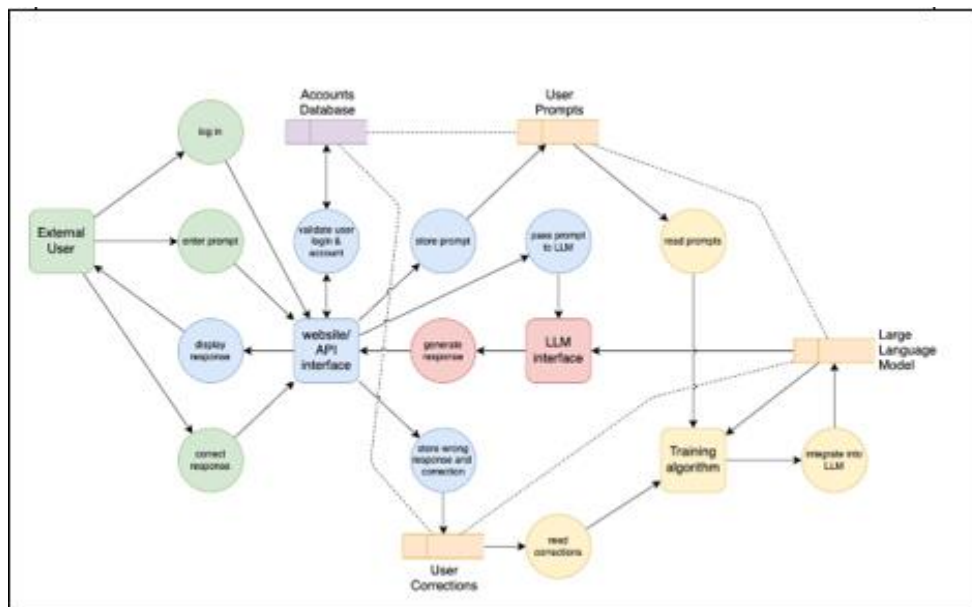 Accounts
Database
User
Prompts
log in
External
User
enter prompt
validate user
login &
account
store prompt
pass prompt
to LLM
read prompts
display
response
website/
API
interface
generate
response
LLM
interface
Large
Language
Model
correct
response
store wrong
response and
correction
Training
algorithm
integrate into
LLM
read
corrections
User
Corrections